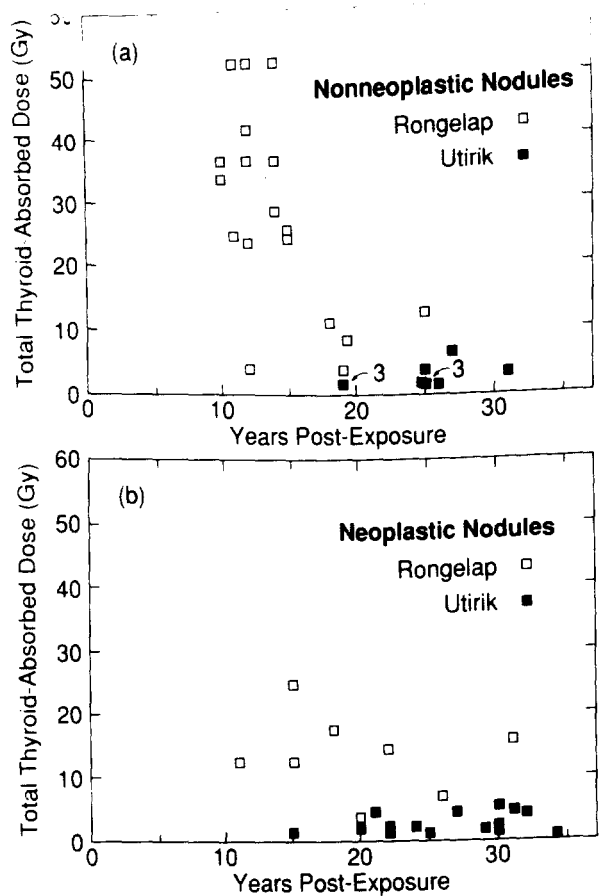 60
50
40
30
20
10
0
Total Thyroid-Absorbed Dose (Gy)
(a)
Nonneoplastic Nodules
Rongelap
Utirik
3
3
0
10
20
30
Years Post-Exposure
60
50
40
30
20
10
0
Total Thyroid-Absorbed Dose (Gy)
(b)
Neoplastic Nodules
Rongelap
Utirik
0
10
20
30
Years Post-Exposure